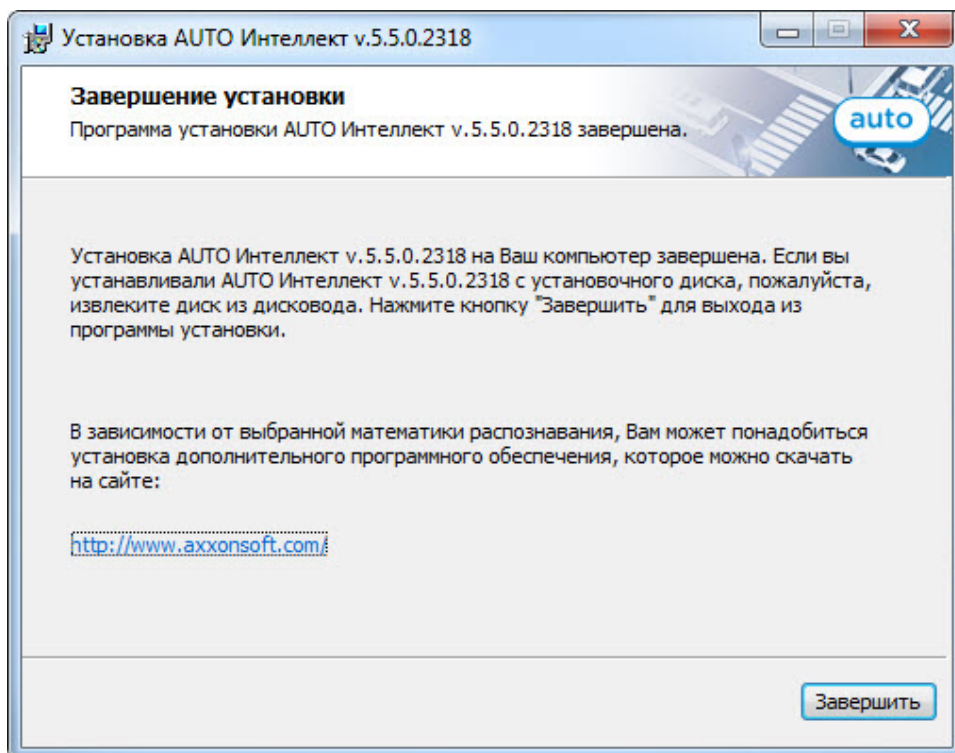 Установка AUTO Интеллект v.5.5.0.2318
Завершение установки
Программа установки AUTO Интеллект v.5.5.0.2318 завершена.
auto
Установка AUTO Интеллект v.5.5.0.2318 на Ваш компьютер завершена. Если вы
устанавливали AUTO Интеллект v.5.5.0.2318 с установочного диска, пожалуйста,
извлеките диск из дисковода. Нажмите кнопку "Завершить" для выхода из
программы установки.
В зависимости от выбранной математики распознавания, Вам может понадобиться
установка дополнительного программного обеспечения, которое можно скачать
на сайте:
http://www.axxonsoft.com/
Завершить